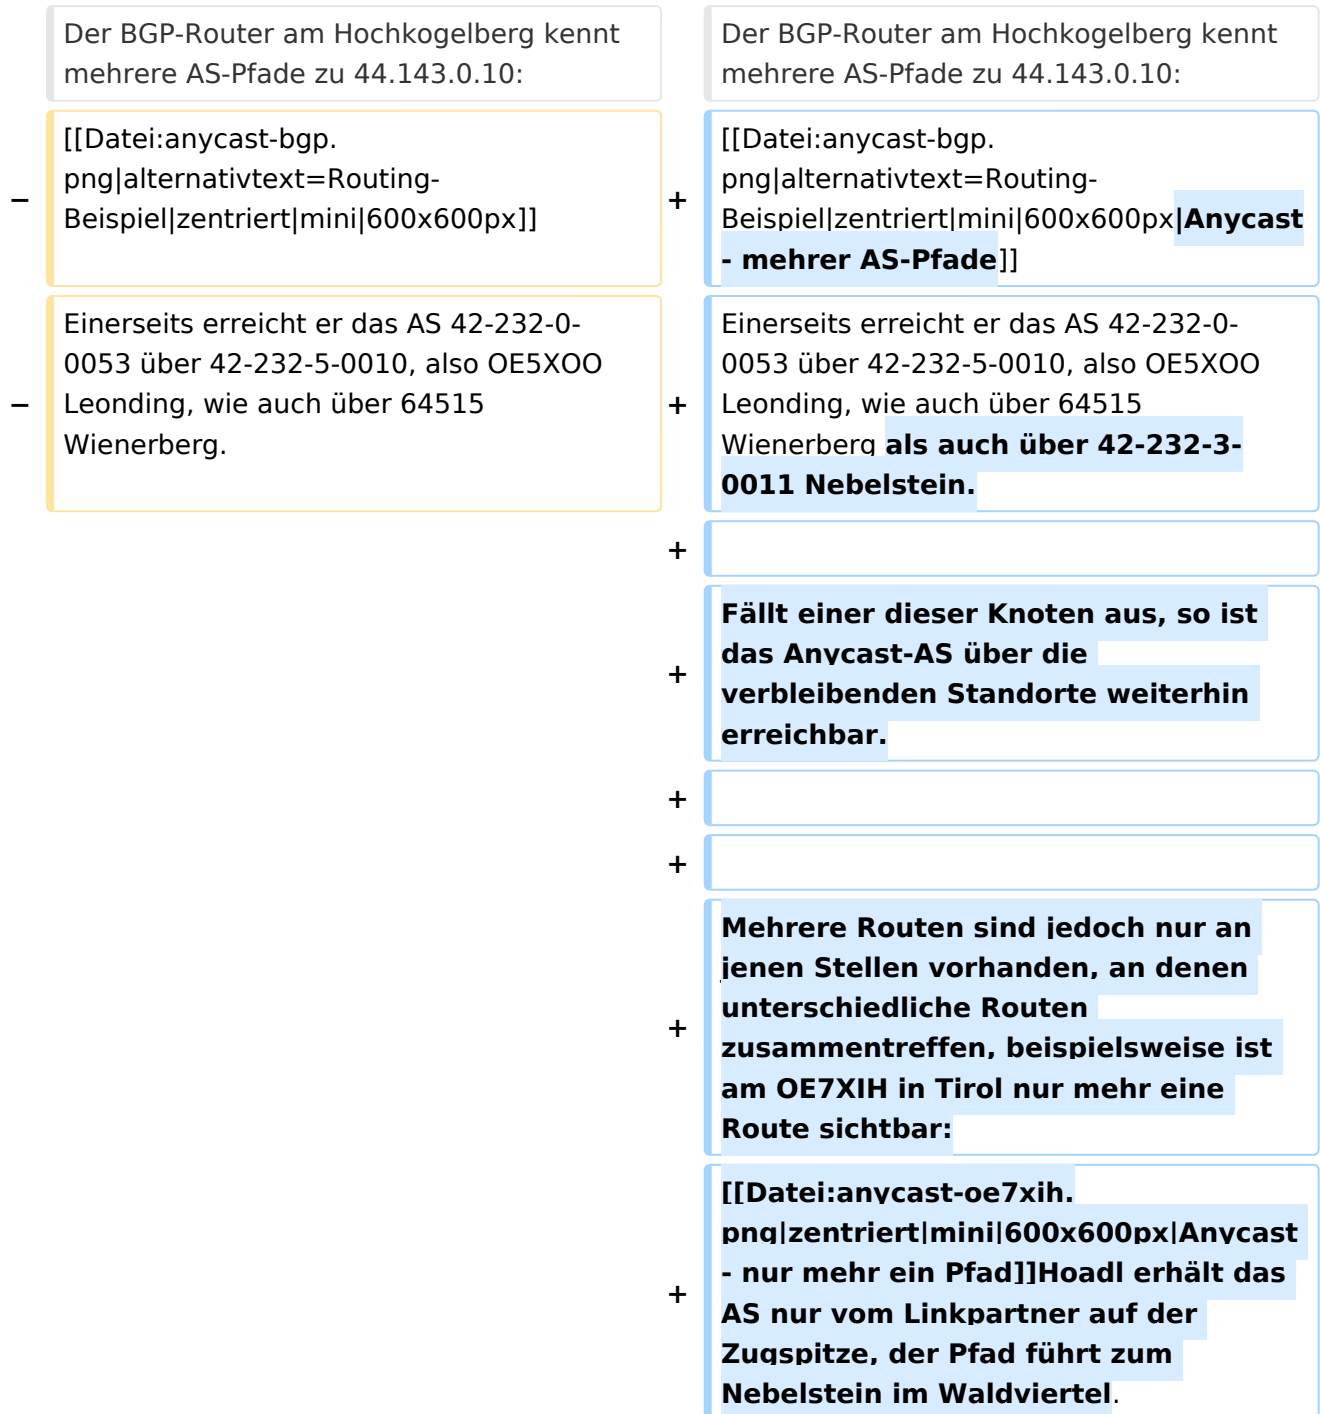 Der BGP-Router am Hochkogelberg kennt
mehrere AS-Pfade zu 44.143.0.10:
Der BGP-Router am Hochkogelberg kennt
mehrere AS-Pfade zu 44.143.0.10:
−
[[Datei:anycast-bgp.
png|alternativtext=Routing-
Beispiel|zentriert|mini|600x600px]]
+
[[Datei:anycast-bgp.
png|alternativtext=Routing-
Beispiel|zentriert|mini|600x600px|Anycast
- mehrer AS-Pfade]]
−
Einerseits erreicht er das AS 42-232-0-
0053 über 42-232-5-0010, also OE5XOO
Leonding, wie auch über 64515
Wienerberg.
+
Einerseits erreicht er das AS 42-232-0-
0053 über 42-232-5-0010, also OE5XOO
Leonding, wie auch über 64515
Wienerberg als auch über 42-232-3-
0011 Nebelstein.
+
+
Fällt einer dieser Knoten aus, so ist
das Anycast-AS über die
verbleibenden Standorte weiterhin
erreichbar.
+
+
+
Mehrere Routen sind jedoch nur an
jenen Stellen vorhanden, an denen
unterschiedliche Routen
zusammentreffen, beispielsweise ist
am OE7XIH in Tirol nur mehr eine
Route sichtbar:
+
[[Datei:anycast-oe7xih.
png|zentriert|mini|600x600px|Anycast
- nur mehr ein Pfad]]Hoadl erhält das
AS nur vom Linkpartner auf der
Zugspitze, der Pfad führt zum
Nebelstein im Waldviertel.